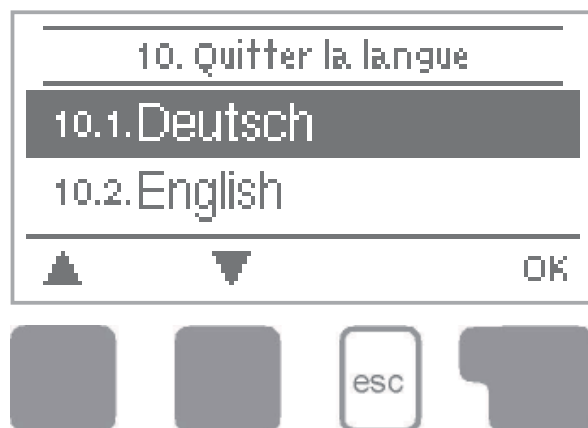 10. Quitter la langue
10.1.Deutsch
10.2.English
OK
esc